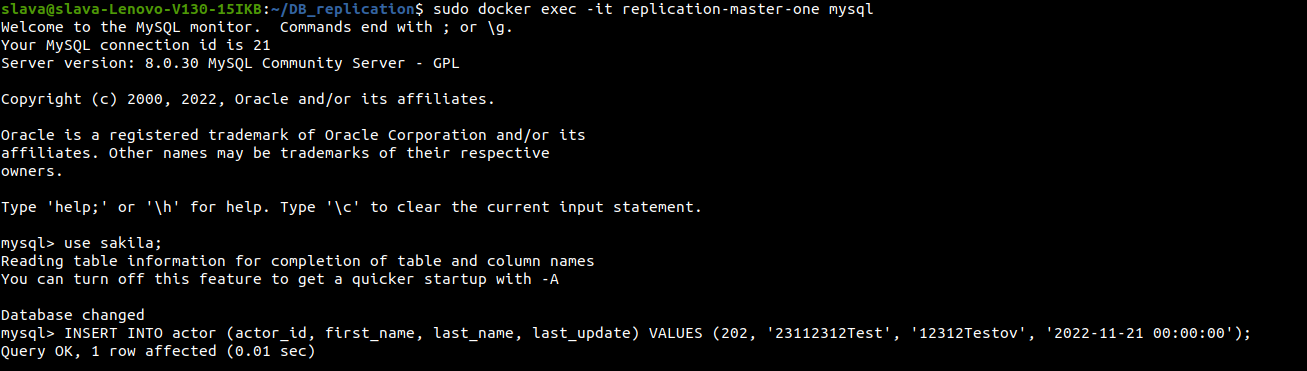 slava@slava-Lenovo-V130-15IKB:~/DB_replication$ sudo docker exec -it replication-master-one mysql
Welcome to the MySQL monitor.  Commands end with ; or \g.
Your MySQL connection id is 21
Server version: 8.0.30 MySQL Community Server - GPL

Copyright (c) 2000, 2022, Oracle and/or its affiliates.

Oracle is a registered trademark of Oracle Corporation and/or its
affiliates. Other names may be trademarks of their respective
owners.

Type 'help;' or '\h' for help. Type '\c' to clear the current input statement.

mysql> use sakila;
Reading table information for completion of table and column names
You can turn off this feature to get a quicker startup with -A

Database changed
mysql> INSERT INTO actor (actor_id, first_name, last_name, last_update) VALUES (202, '23112312Test', '12312Testov', '2022-11-21 00:00:00');
Query OK, 1 row affected (0.01 sec)